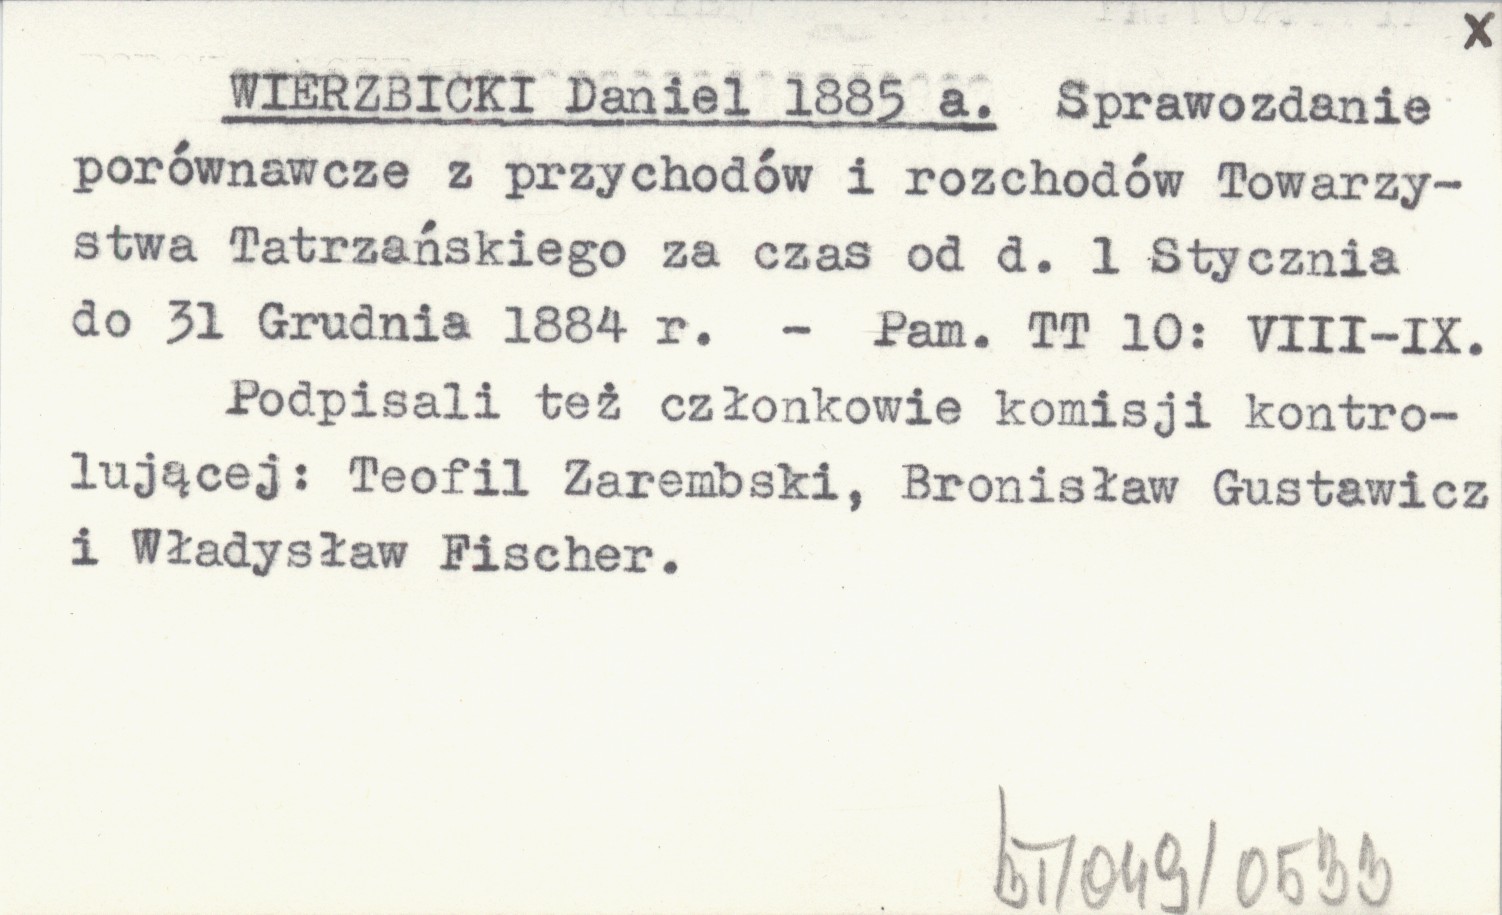 x
WIERZBICKI Daniel 1885 a. Sprawozdanie
porównawcze z przychodów i rozchodów Towarzy-
stwa Tatrzańskiego za czas od d. 1 Stycznia
do 31 Grudnia 1884 r. - Pam. TT 10: VIII-IX.
Podpisali też członkowie komisji kontro-
lującej: Teofil Zarembski, Bronisław Gustawicz
i Władysław Fischer.
BT/049/0533